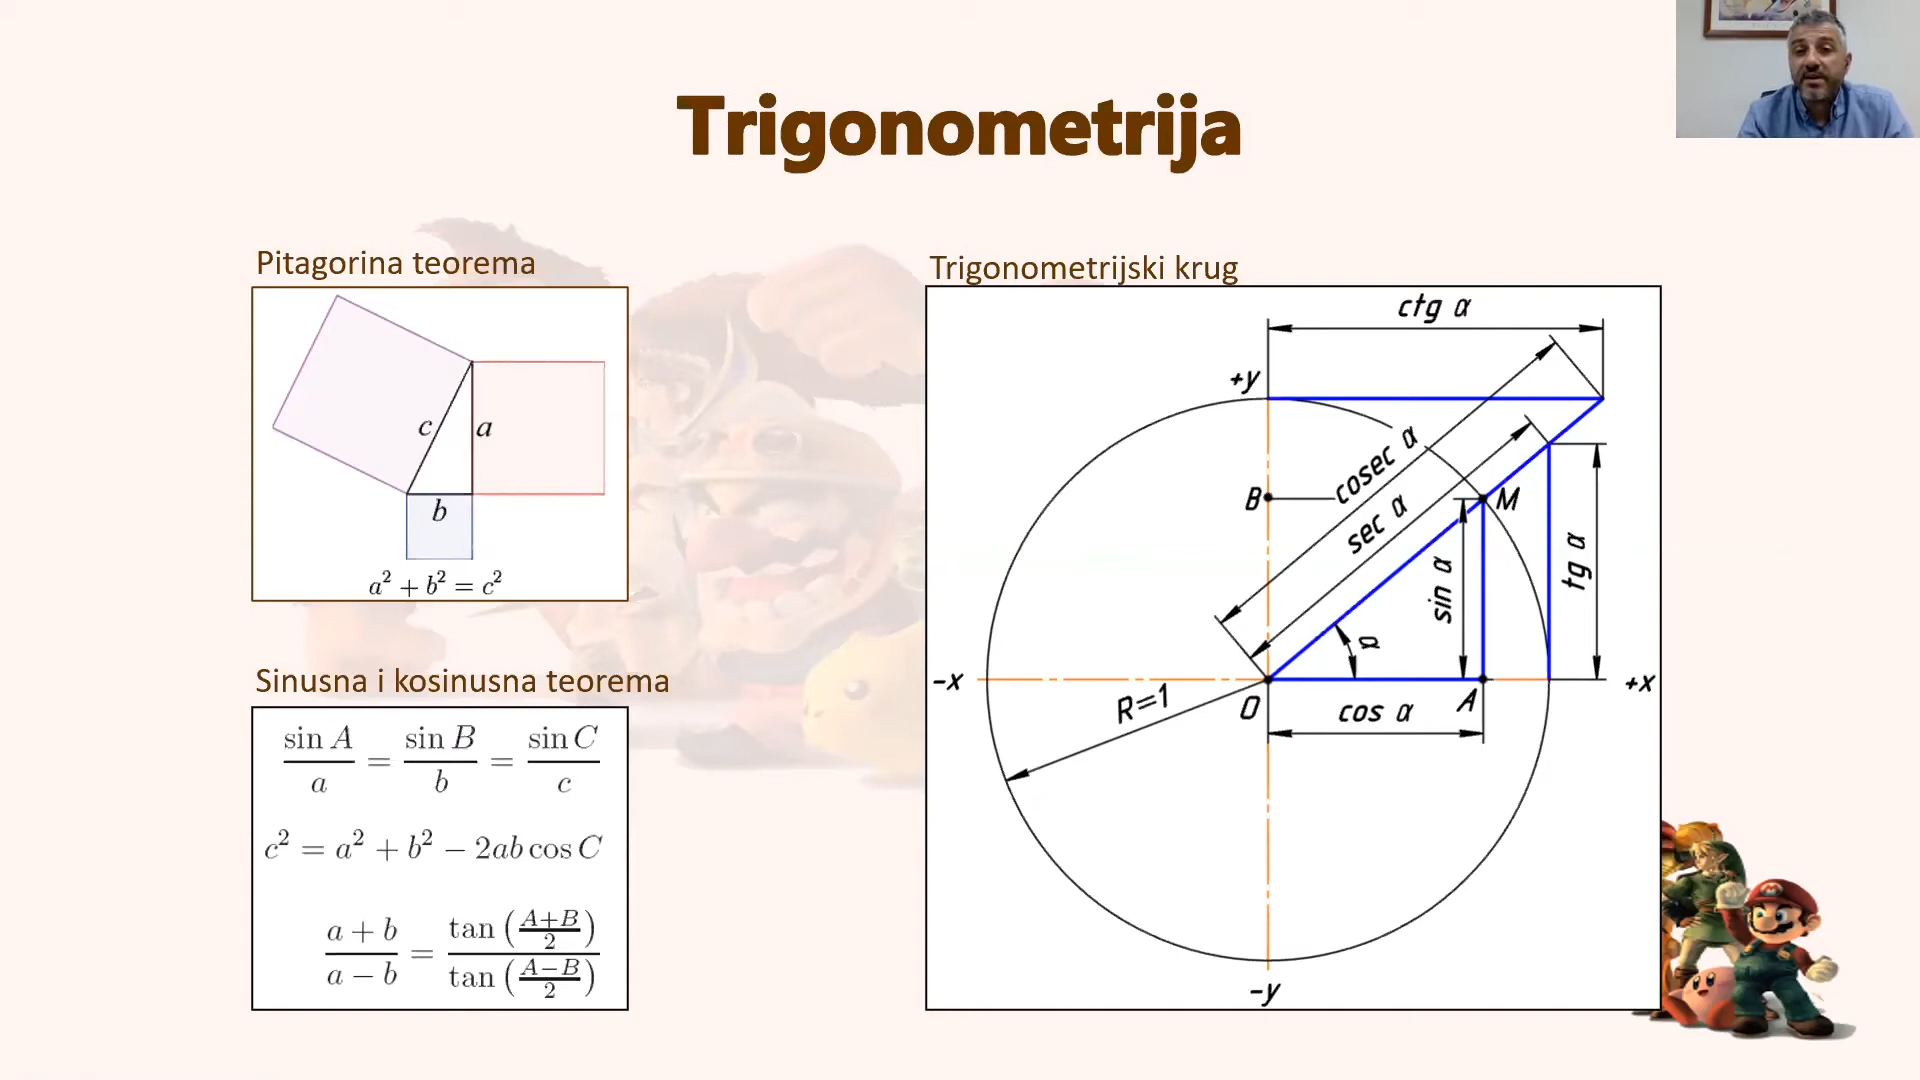 Trigonometrija
Pitagorina teorema
c
a
b
a² + b² = c²
Sinusna i kosinusna teorema
sin A / a = sin B / b = sin C / c
c² = a² + b² − 2ab cos C
a + b / a − b = tan (A+B / 2) / tan (A−B / 2)
Trigonometrijski krug
ctg α
+y
cosec α
B
M
sec α
sin α
tg α
α
-x
+x
R=1
O
cos α
A
-y